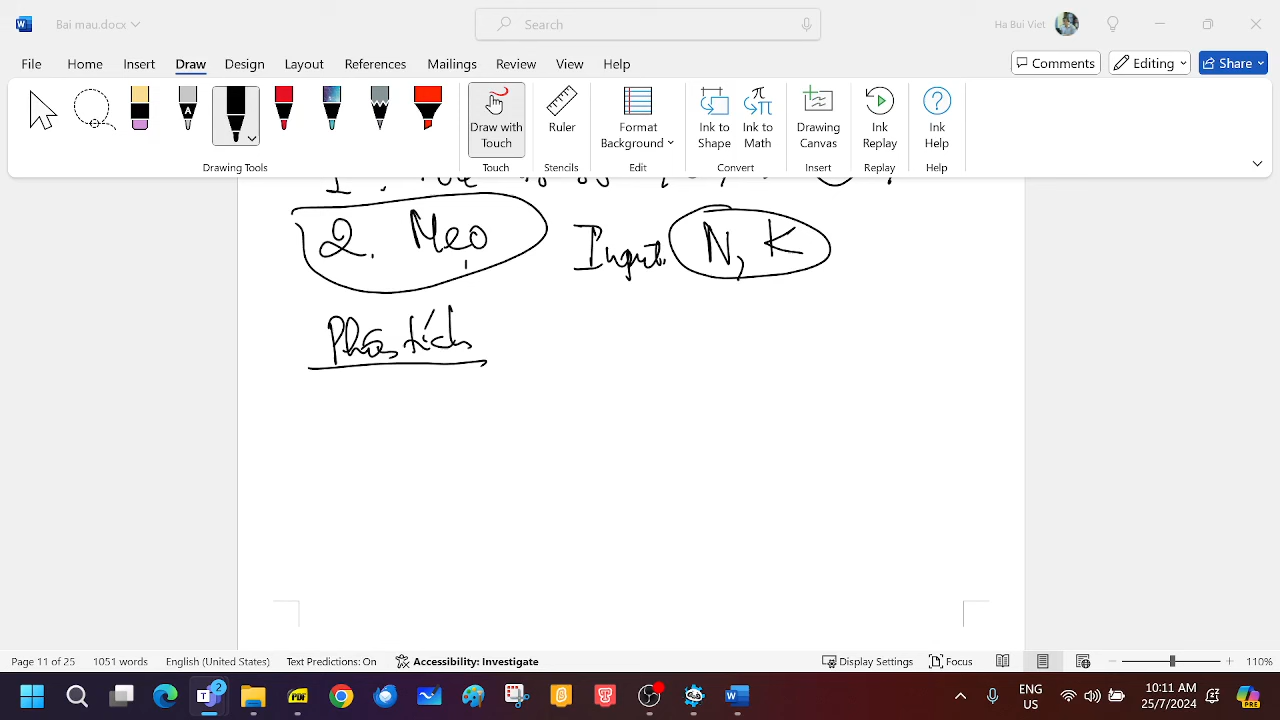 Bai mau.docx
Search
Ha Bui Viet
File Home Insert Draw Design Layout References Mailings Review View Help
Comments Editing Share
Draw with Touch
Ruler
Format Background
Ink to Shape
Ink to Math
Drawing Canvas
Ink Replay
Ink Help
Drawing Tools Touch Stencils Edit Convert Insert Replay Help
2. Mẹo Input. N, K
Phân tích
Page 11 of 25 1051 words English (United States) Text Predictions: On Accessibility: Investigate Display Settings Focus 110%
ENG US
10:11 AM
25/7/2024